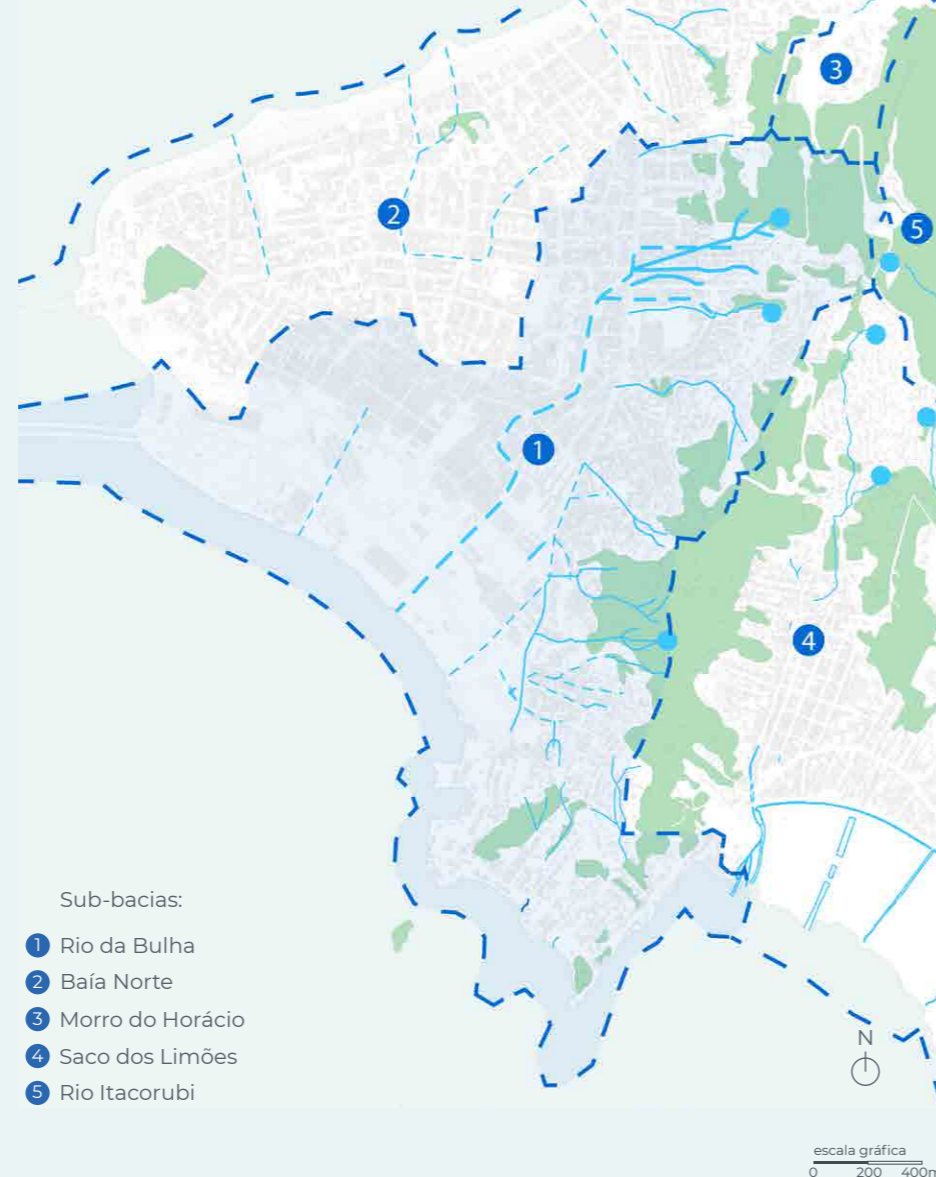 3
2
5
1
4
Sub-bacias:
1 Rio da Bulha
2 Baía Norte
3 Morro do Horácio
4 Saco dos Limões
5 Rio Itacorubi
N
escala gráfica
0 200 400m